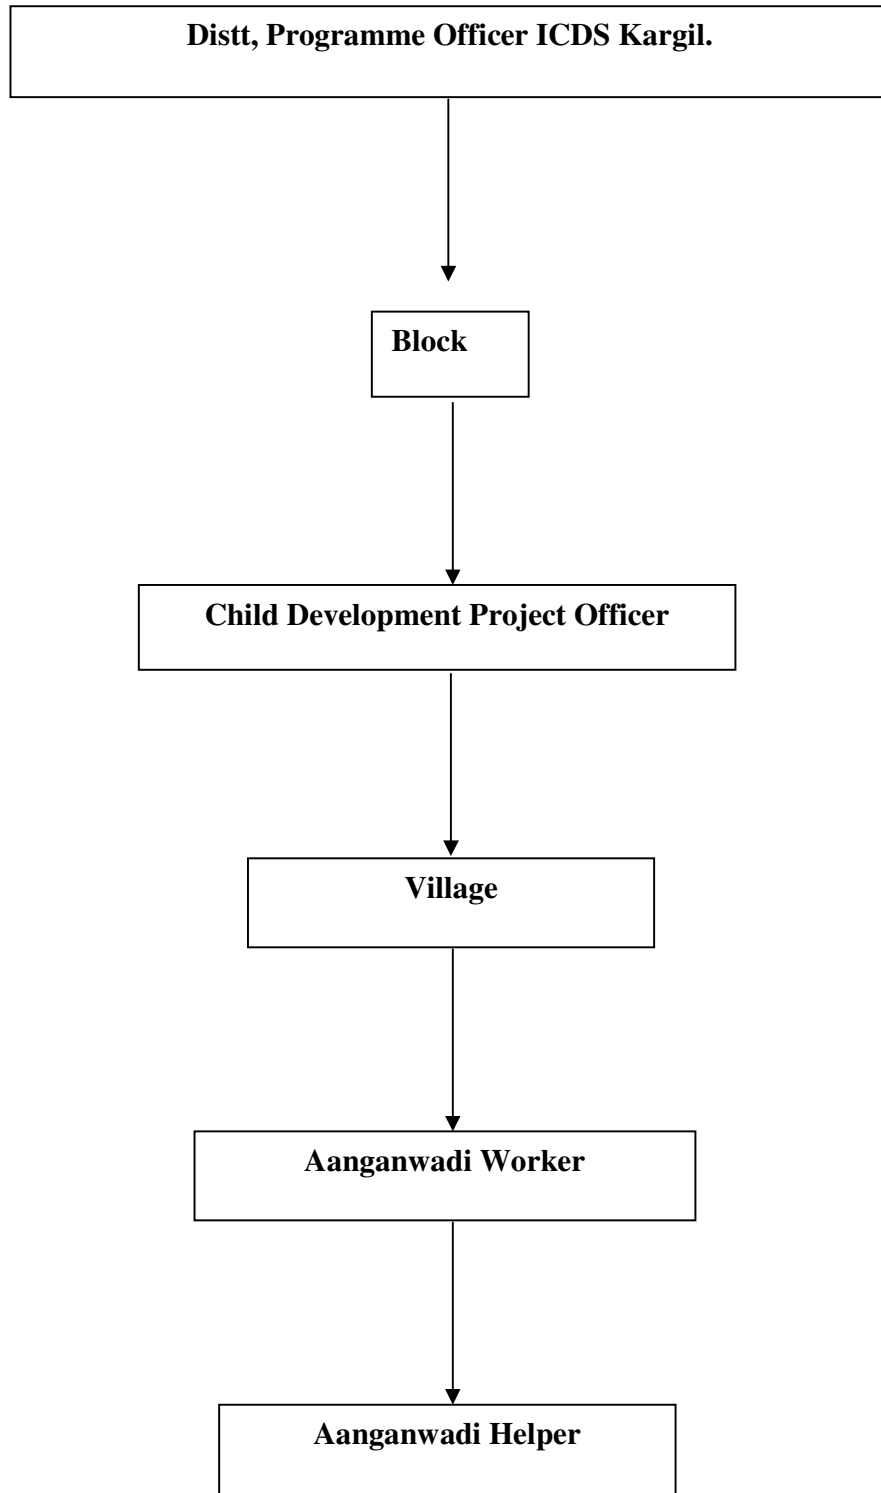 Distt, Programme Officer ICDS Kargil.
Block
Child Development Project Officer
Village
Aanganwadi Worker
Aanganwadi Helper